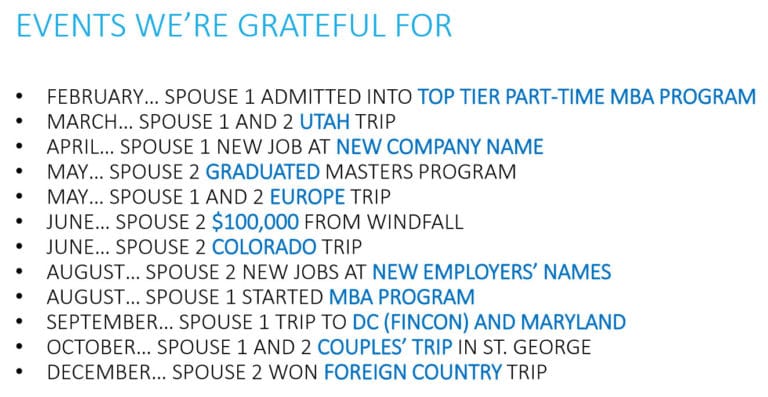 EVENTS WE'RE GRATEFUL FOR
• FEBRUARY... SPOUSE 1 ADMITTED INTO TOP TIER PART-TIME MBA PROGRAM
• MARCH... SPOUSE 1 AND 2 UTAH TRIP
• APRIL... SPOUSE 1 NEW JOB AT NEW COMPANY NAME
• MAY... SPOUSE 2 GRADUATED MASTERS PROGRAM
• MAY... SPOUSE 1 AND 2 EUROPE TRIP
• JUNE... SPOUSE 2 $100,000 FROM WINDFALL
• JUNE... SPOUSE 2 COLORADO TRIP
• AUGUST... SPOUSE 2 NEW JOBS AT NEW EMPLOYERS' NAMES
• AUGUST... SPOUSE 1 STARTED MBA PROGRAM
• SEPTEMBER... SPOUSE 1 TRIP TO DC (FINCON) AND MARYLAND
• OCTOBER... SPOUSE 1 AND 2 COUPLES' TRIP IN ST. GEORGE
• DECEMBER... SPOUSE 2 WON FOREIGN COUNTRY TRIP